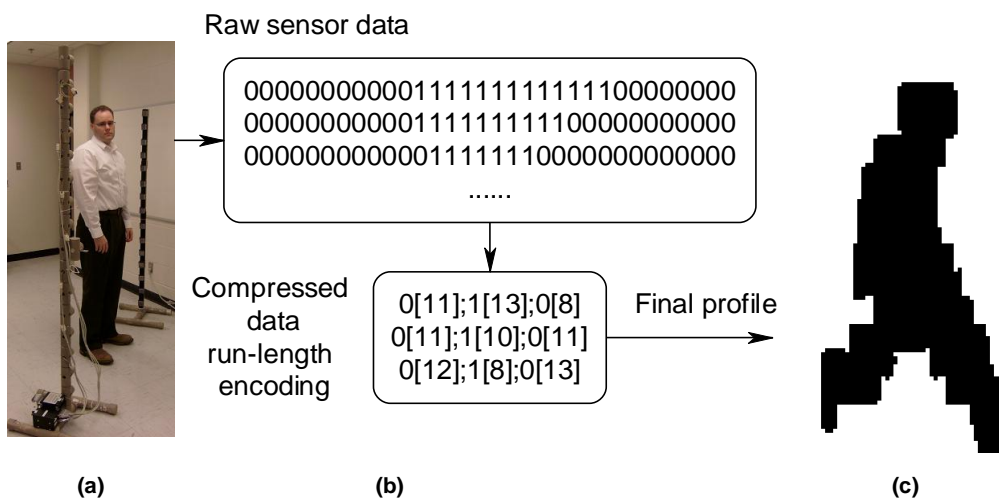 Raw sensor data
00000000000111111111111100000000
00000000000111111111100000000000
00000000000011111110000000000000
......
Compressed
data
run-length
encoding
0[11];1[13];0[8]
0[11];1[10];0[11]
0[12];1[8];0[13]
Final profile
(a)
(b)
(c)